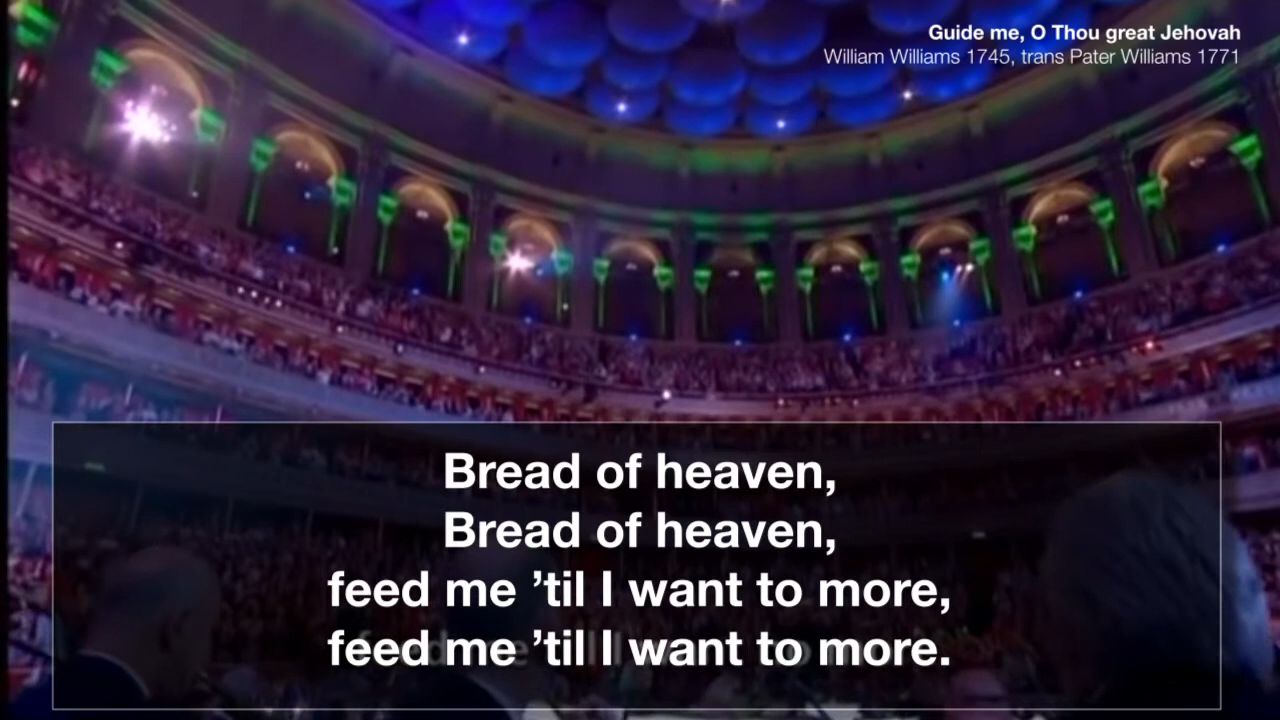 Guide me, O Thou great Jehovah
William Williams 1745, trans Pater Williams 1771
Bread of heaven,
Bread of heaven,
feed me ’til I want to more,
feed me ’til I want to more.